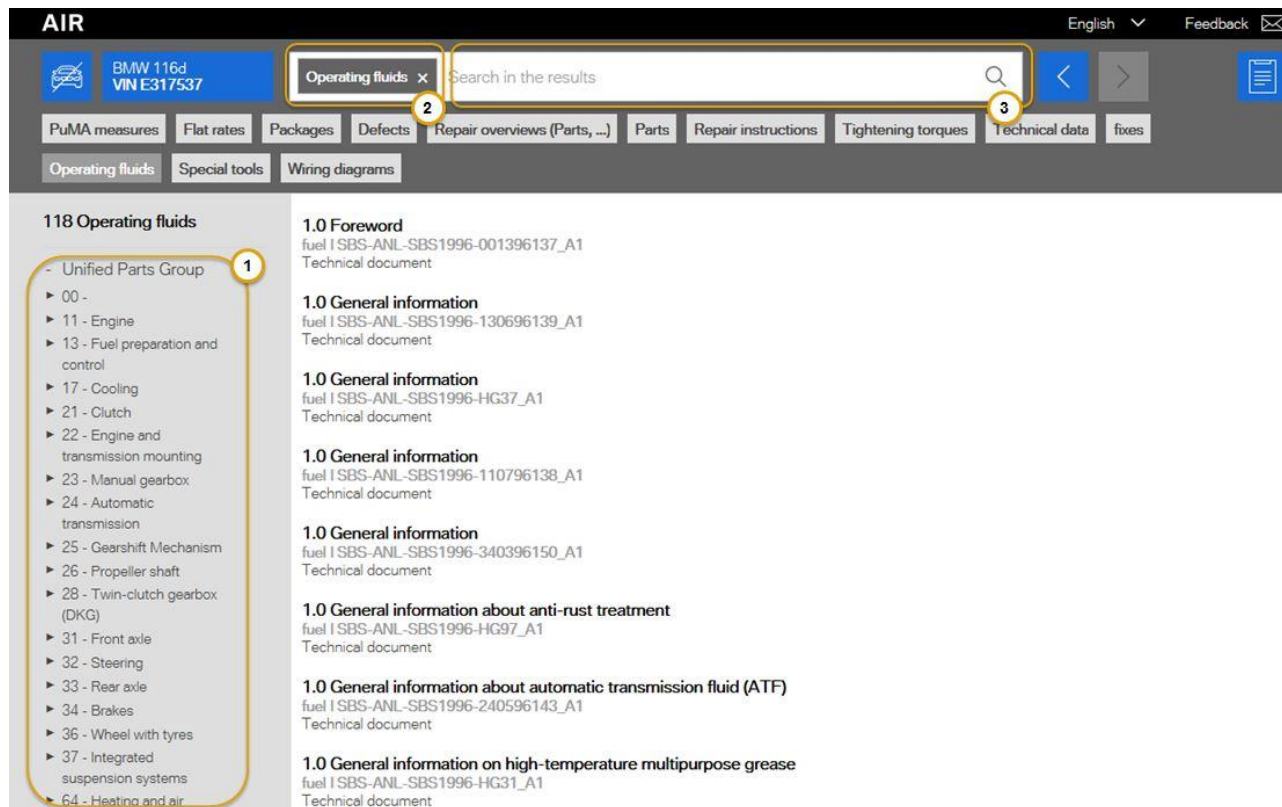 AIR
English
Feedback
BMW 116d
VIN E317537
Operating fluids x
Search in the results
2
3
PuMA measures
Flat rates
Packages
Defects
Repair overviews (Parts, ...)
Parts
Repair instructions
Tightening torques
Technical data
fixes
Operating fluids
Special tools
Wiring diagrams
118 Operating fluids
- Unified Parts Group
1
00 -
11 - Engine
13 - Fuel preparation and
control
17 - Cooling
21 - Clutch
22 - Engine and
transmission mounting
23 - Manual gearbox
24 - Automatic
transmission
25 - Gearshift Mechanism
26 - Propeller shaft
28 - Twin-clutch gearbox
(DKG)
31 - Front axle
32 - Steering
33 - Rear axle
34 - Brakes
36 - Wheel with tyres
37 - Integrated
suspension systems
64 - Heating and air
1.0 Foreword
fuel I SBS-ANL-SBS1996-001396137_A1
Technical document
1.0 General information
fuel I SBS-ANL-SBS1996-130696139_A1
Technical document
1.0 General information
fuel I SBS-ANL-SBS1996-HG37_A1
Technical document
1.0 General information
fuel I SBS-ANL-SBS1996-110796138_A1
Technical document
1.0 General information
fuel I SBS-ANL-SBS1996-340396150_A1
Technical document
1.0 General information about anti-rust treatment
fuel I SBS-ANL-SBS1996-HG97_A1
Technical document
1.0 General information about automatic transmission fluid (ATF)
fuel I SBS-ANL-SBS1996-240596143_A1
Technical document
1.0 General information on high-temperature multipurpose grease
fuel I SBS-ANL-SBS1996-HG31_A1
Technical document